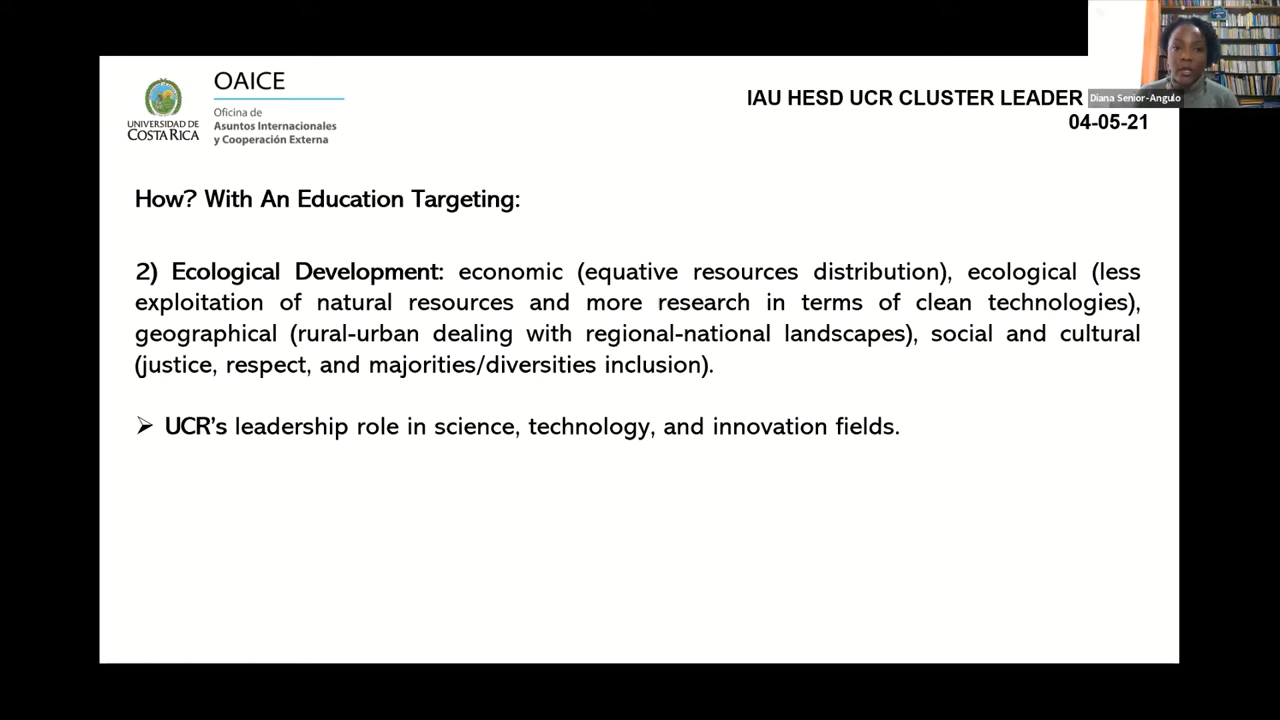 OAICE
Oficina de
Asuntos Internacionales
y Cooperación Externa
UNIVERSIDAD DE
COSTA RICA
IAU HESD UCR CLUSTER LEADER
04-05-21
Diana Senior-Angulo
How? With An Education Targeting:
2) Ecological Development: economic (equative resources distribution), ecological (less
exploitation of natural resources and more research in terms of clean technologies),
geographical (rural-urban dealing with regional-national landscapes), social and cultural
(justice, respect, and majorities/diversities inclusion).
➢ UCR's leadership role in science, technology, and innovation fields.